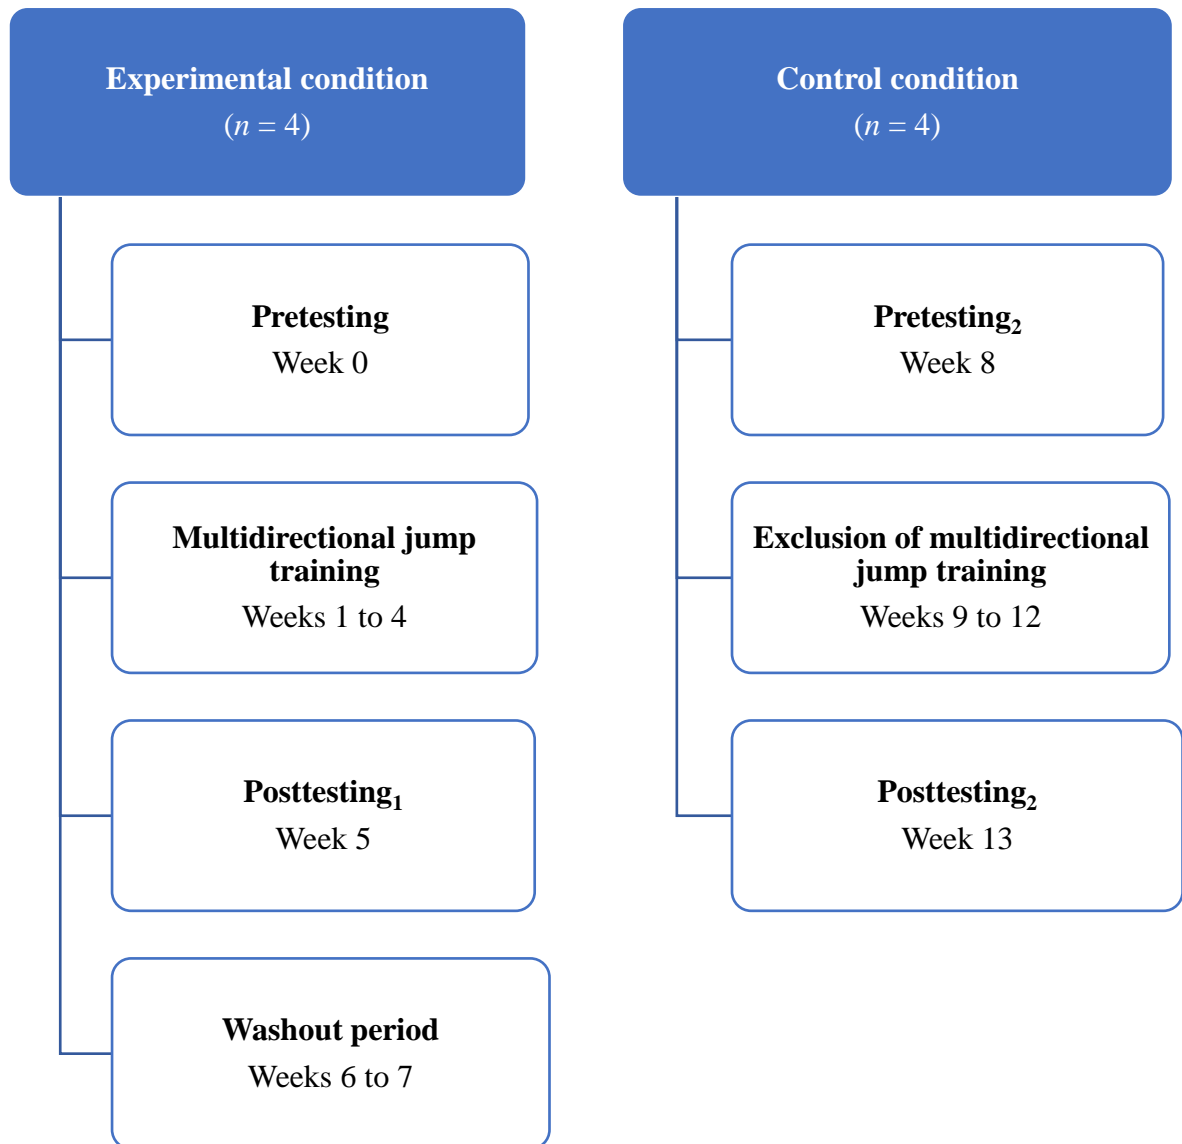 Experimental condition
(n = 4)
Pretesting
Week 0
Multidirectional jump
training
Weeks 1 to 4
Posttesting₁
Week 5
Washout period
Weeks 6 to 7
Control condition
(n = 4)
Pretesting₂
Week 8
Exclusion of multidirectional
jump training
Weeks 9 to 12
Posttesting₂
Week 13